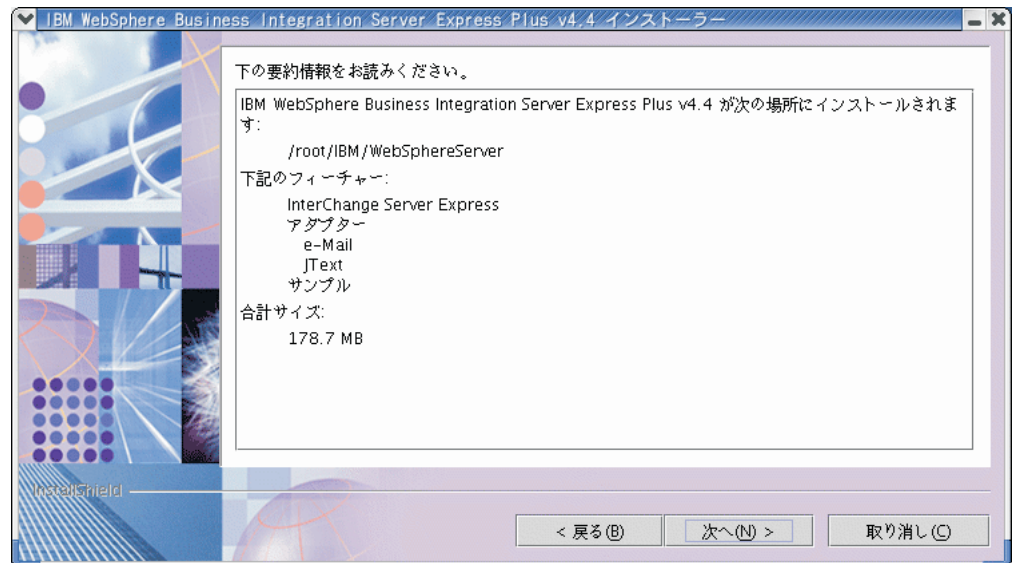 IBM WebSphere Business Integration Server Express Plus v4.4 インストーラー
下の要約情報をお読みください。
IBM WebSphere Business Integration Server Express Plus v4.4 が次の場所にインストールされま
す:
/root/IBM/WebSphereServer
下記のフィーチャー:
InterChange Server Express
アダプター
e-Mail
JText
サンプル
合計サイズ:
178.7 MB
InstallShield
< 戻る(B)
次へ(N) >
取り消し(C)